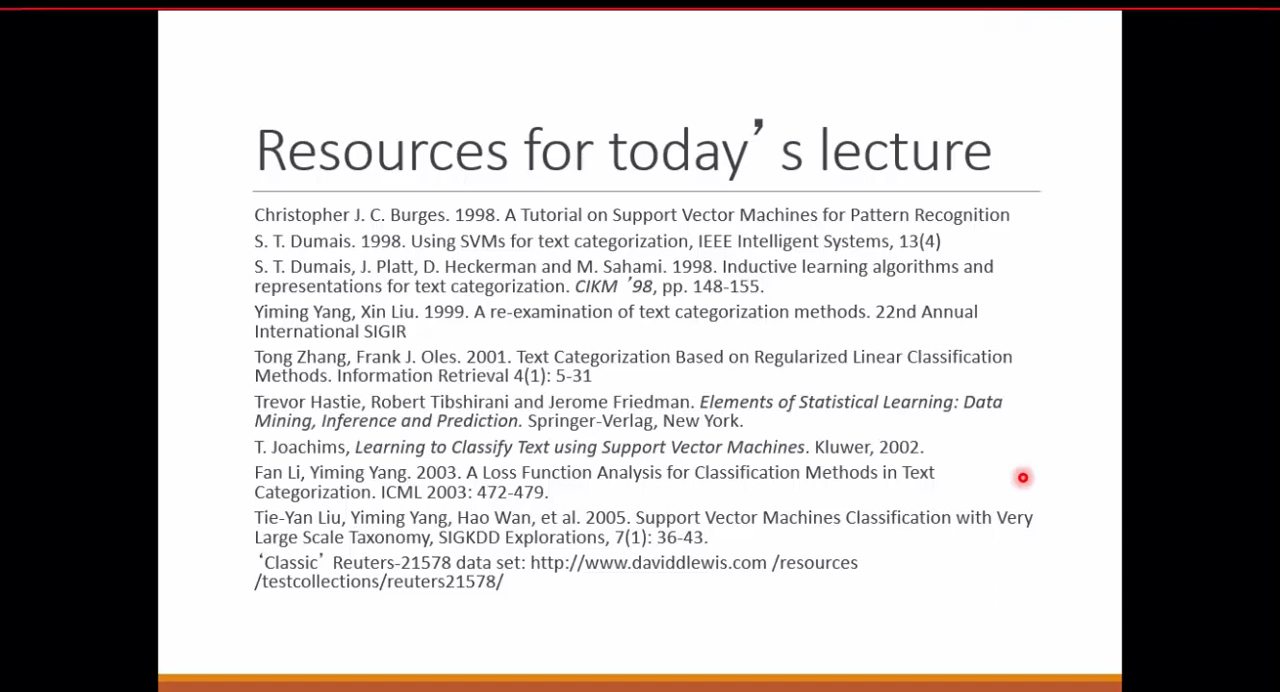 Resources for today’s lecture
Christopher J. C. Burges. 1998. A Tutorial on Support Vector Machines for Pattern Recognition
S. T. Dumais. 1998. Using SVMs for text categorization, IEEE Intelligent Systems, 13(4)
S. T. Dumais, J. Platt, D. Heckerman and M. Sahami. 1998. Inductive learning algorithms and
representations for text categorization. CIKM ’98, pp. 148-155.
Yiming Yang, Xin Liu. 1999. A re-examination of text categorization methods. 22nd Annual
International SIGIR
Tong Zhang, Frank J. Oles. 2001. Text Categorization Based on Regularized Linear Classification
Methods. Information Retrieval 4(1): 5-31
Trevor Hastie, Robert Tibshirani and Jerome Friedman. Elements of Statistical Learning: Data
Mining, Inference and Prediction. Springer-Verlag, New York.
T. Joachims, Learning to Classify Text using Support Vector Machines. Kluwer, 2002.
Fan Li, Yiming Yang. 2003. A Loss Function Analysis for Classification Methods in Text
Categorization. ICML 2003: 472-479.
Tie-Yan Liu, Yiming Yang, Hao Wan, et al. 2005. Support Vector Machines Classification with Very
Large Scale Taxonomy, SIGKDD Explorations, 7(1): 36-43.
‘Classic’ Reuters-21578 data set: http://www.daviddlewis.com /resources
/testcollections/reuters21578/